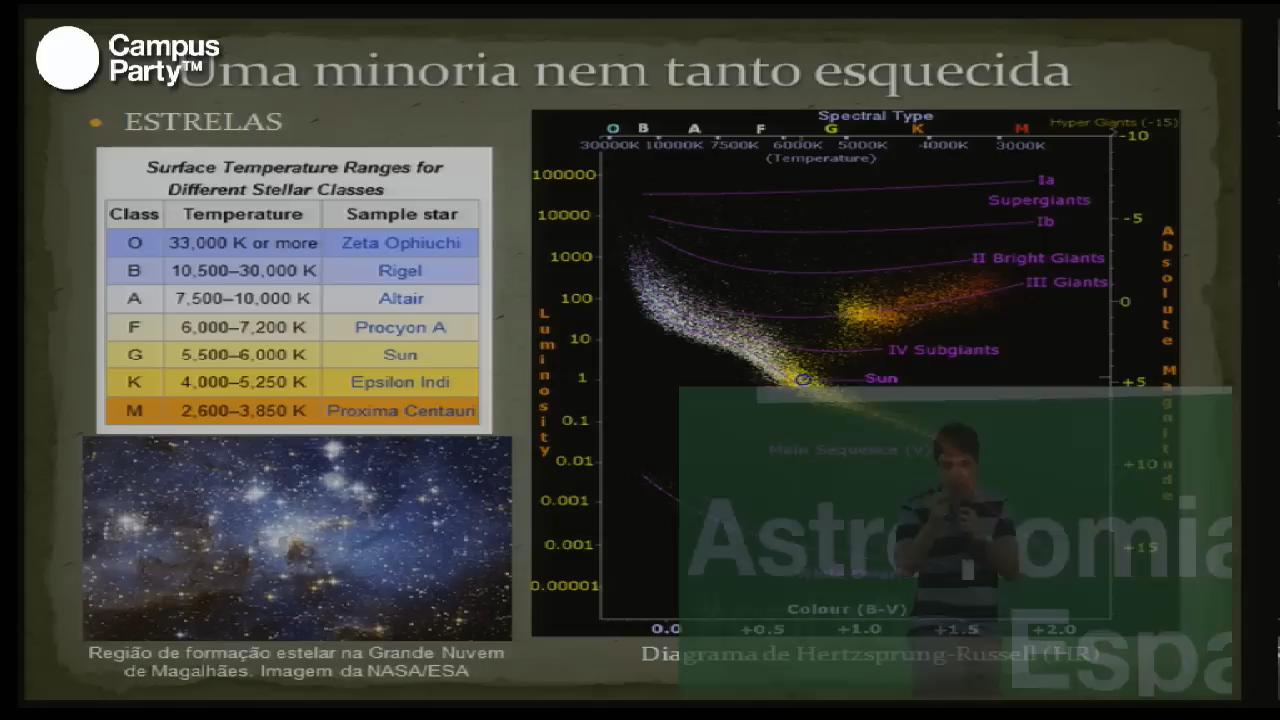 Campus
Party™
Uma minoria nem tanto esquecida
• ESTRELAS
Surface Temperature Ranges for
Different Stellar Classes
Class Temperature Sample star
O 33,000 K or more Zeta Ophiuchi
B 10,500–30,000 K Rigel
A 7,500–10,000 K Altair
F 6,000–7,200 K Procyon A
G 5,500–6,000 K Sun
K 4,000–5,250 K Epsilon Indi
M 2,600–3,850 K Proxima Centauri
Região de formação estelar na Grande Nuvem
de Magalhães. Imagem da NASA/ESA
Spectral Type
Hyper Giants (-15)
O B A F G K M
30000K 10000K 7500K 6000K 5000K 4000K 3000K
(Temperature)
Luminosity
100000
10000
1000
100
10
1
0.1
0.01
0.001
0.001
0.00001
-10
-5
0
+5
+10
+15
Absolute Magnitude
Ia
Supergiants
Ib
II Bright Giants
III Giants
IV Subgiants
Sun
Main Sequence (V)
Colour (B-V)
0.0 +0.5 +1.0 +1.5 +2.0
Diagrama de Hertzsprung-Russell (HR)
Astronomia
Espa